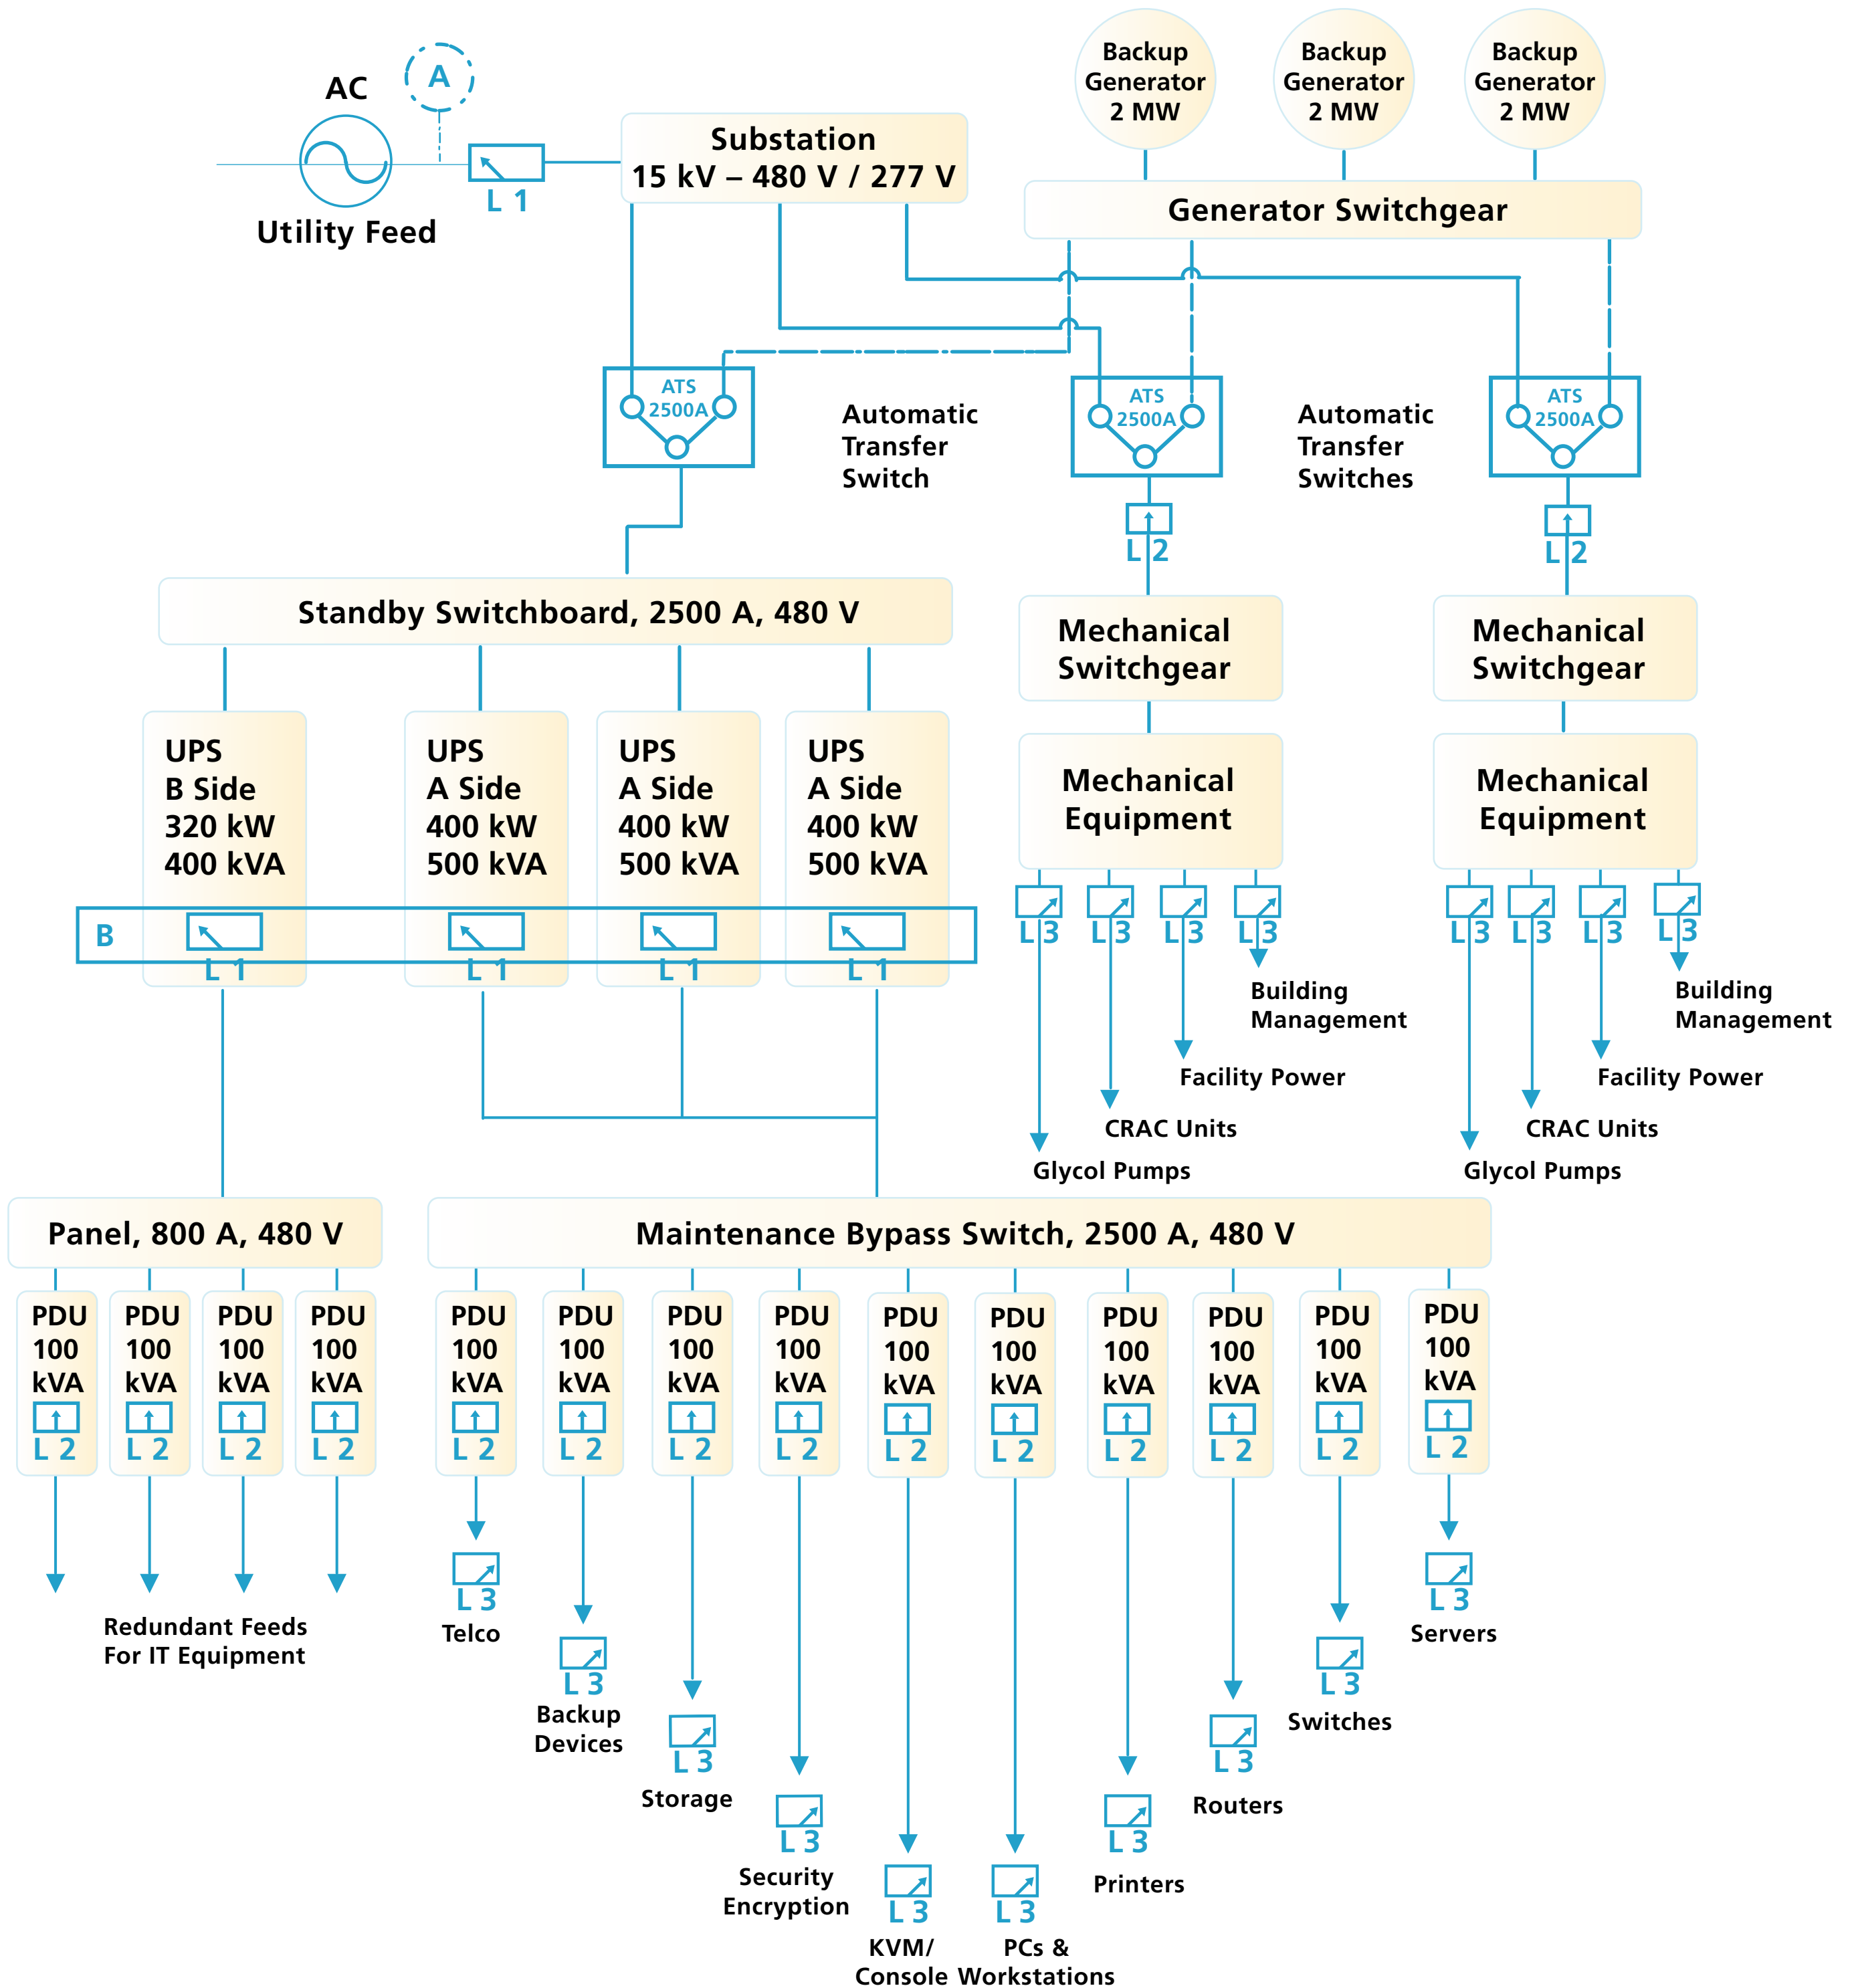 Backup
Generator
2 MW
Backup
Generator
2 MW
Backup
Generator
2 MW
A
AC
L 1
Utility Feed
Substation
15 kV – 480 V / 277 V
Generator Switchgear
ATS
2500A
Automatic
Transfer
Switch
ATS
2500A
Automatic
Transfer
Switches
ATS
2500A
L 2
L 2
Standby Switchboard, 2500 A, 480 V
Mechanical
Switchgear
Mechanical
Switchgear
UPS
B Side
320 kW
400 kVA
UPS
A Side
400 kW
500 kVA
UPS
A Side
400 kW
500 kVA
UPS
A Side
400 kW
500 kVA
Mechanical
Equipment
Mechanical
Equipment
B
L 1
L 1
L 1
L 1
L 3
L 3
L 3
L 3
L 3
L 3
L 3
L 3
Building
Management
Facility Power
CRAC Units
Glycol Pumps
Building
Management
Facility Power
CRAC Units
Glycol Pumps
Panel, 800 A, 480 V
Maintenance Bypass Switch, 2500 A, 480 V
PDU
100
kVA
L 2
PDU
100
kVA
L 2
PDU
100
kVA
L 2
PDU
100
kVA
L 2
PDU
100
kVA
L 2
PDU
100
kVA
L 2
PDU
100
kVA
L 2
PDU
100
kVA
L 2
PDU
100
kVA
L 2
PDU
100
kVA
L 2
PDU
100
kVA
L 2
PDU
100
kVA
L 2
PDU
100
kVA
L 2
PDU
100
kVA
L 2
Redundant Feeds
For IT Equipment
L 3
Telco
L 3
Backup
Devices
L 3
Storage
L 3
Security
Encryption
L 3
KVM/
Console
L 3
PCs &
Workstations
L 3
Printers
L 3
Routers
L 3
Switches
L 3
Servers